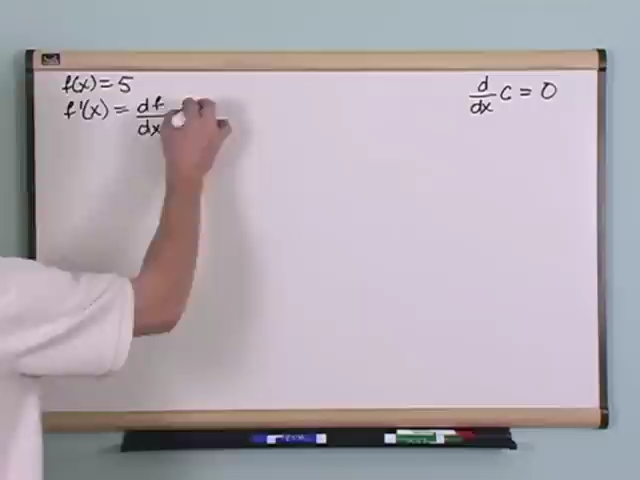 f(x) = 5
f'(x) = df/dx =
d/dx c = 0